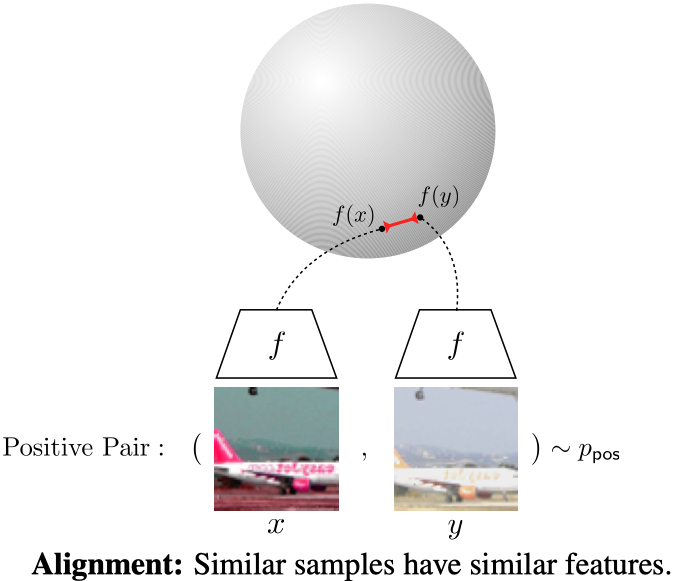 f(y)
f(x)
f f
Positive Pair : ( , ) ∼ p_pos
x y
Alignment: Similar samples have similar features.